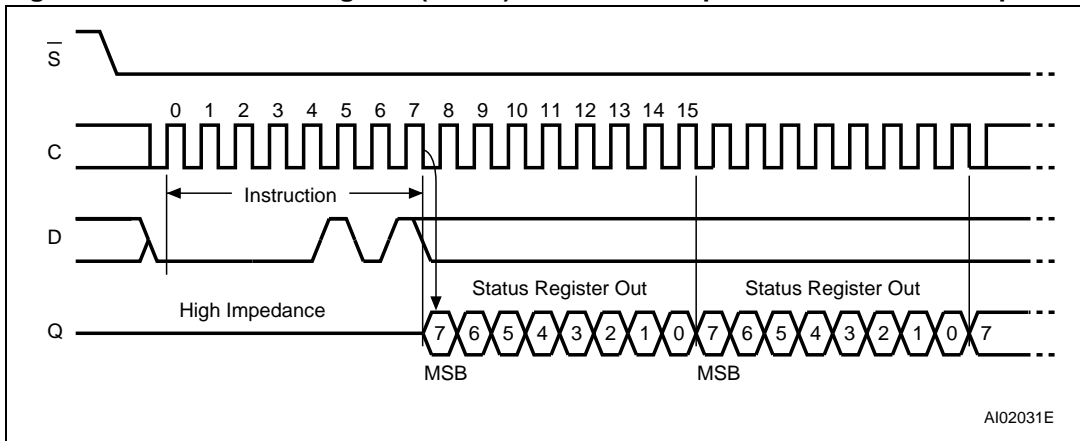 S
0 1 2 3 4 5 6 7 8 9 10 11 12 13 14 15
C
Instruction
D
Status Register Out Status Register Out
High Impedance
Q 7 6 5 4 3 2 1 0 7 6 5 4 3 2 1 0 7
MSB MSB
AI02031E